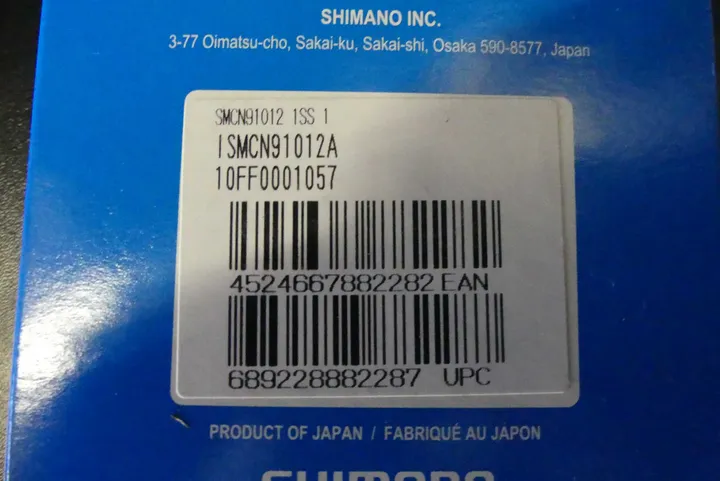 SHIMANO INC.
3-77 Oimatsu-cho, Sakai-ku, Sakai-shi, Osaka 590-8577, Japan
SMCN91012 1SS 1
ISMCN91012A
10FF0001057
4524667882282 EAN
689228882287 UPC
PRODUCT OF JAPAN / FABRIQUÉ AU JAPON
SHIMANO